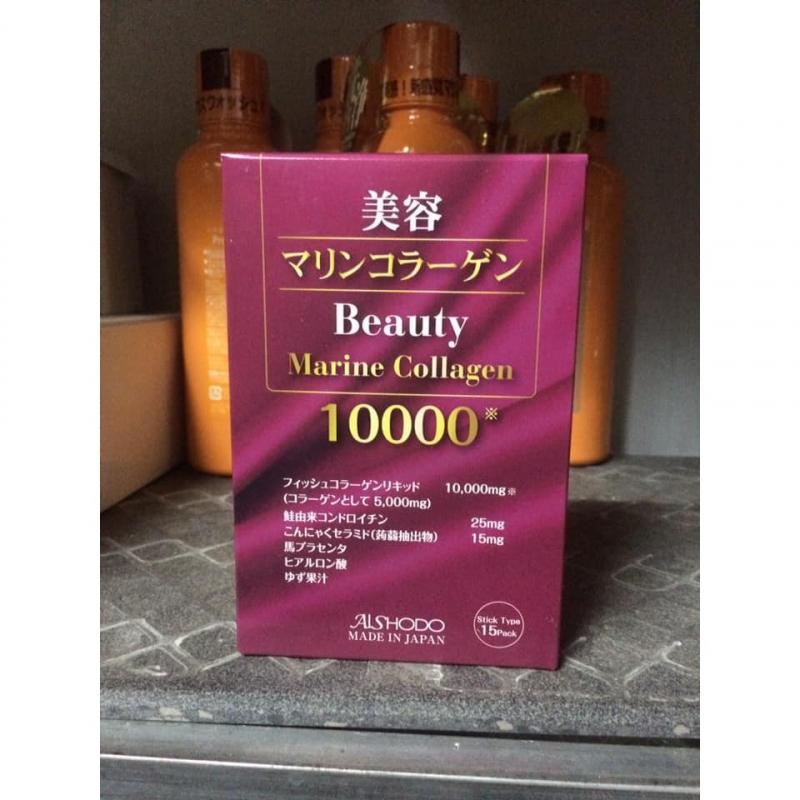 美容
マリンコラーゲン
Beauty
Marine Collagen
10000※
フィッシュコラーゲンリキッド 10,000mg※
(コラーゲンとして 5,000mg)
鮭由来コンドロイチン 25mg
こんにゃくセラミド(蒟蒻抽出物) 15mg
馬プラセンタ
ヒアルロン酸
ゆず果汁
AISHODO
MADE IN JAPAN
Stick Type
15Pack